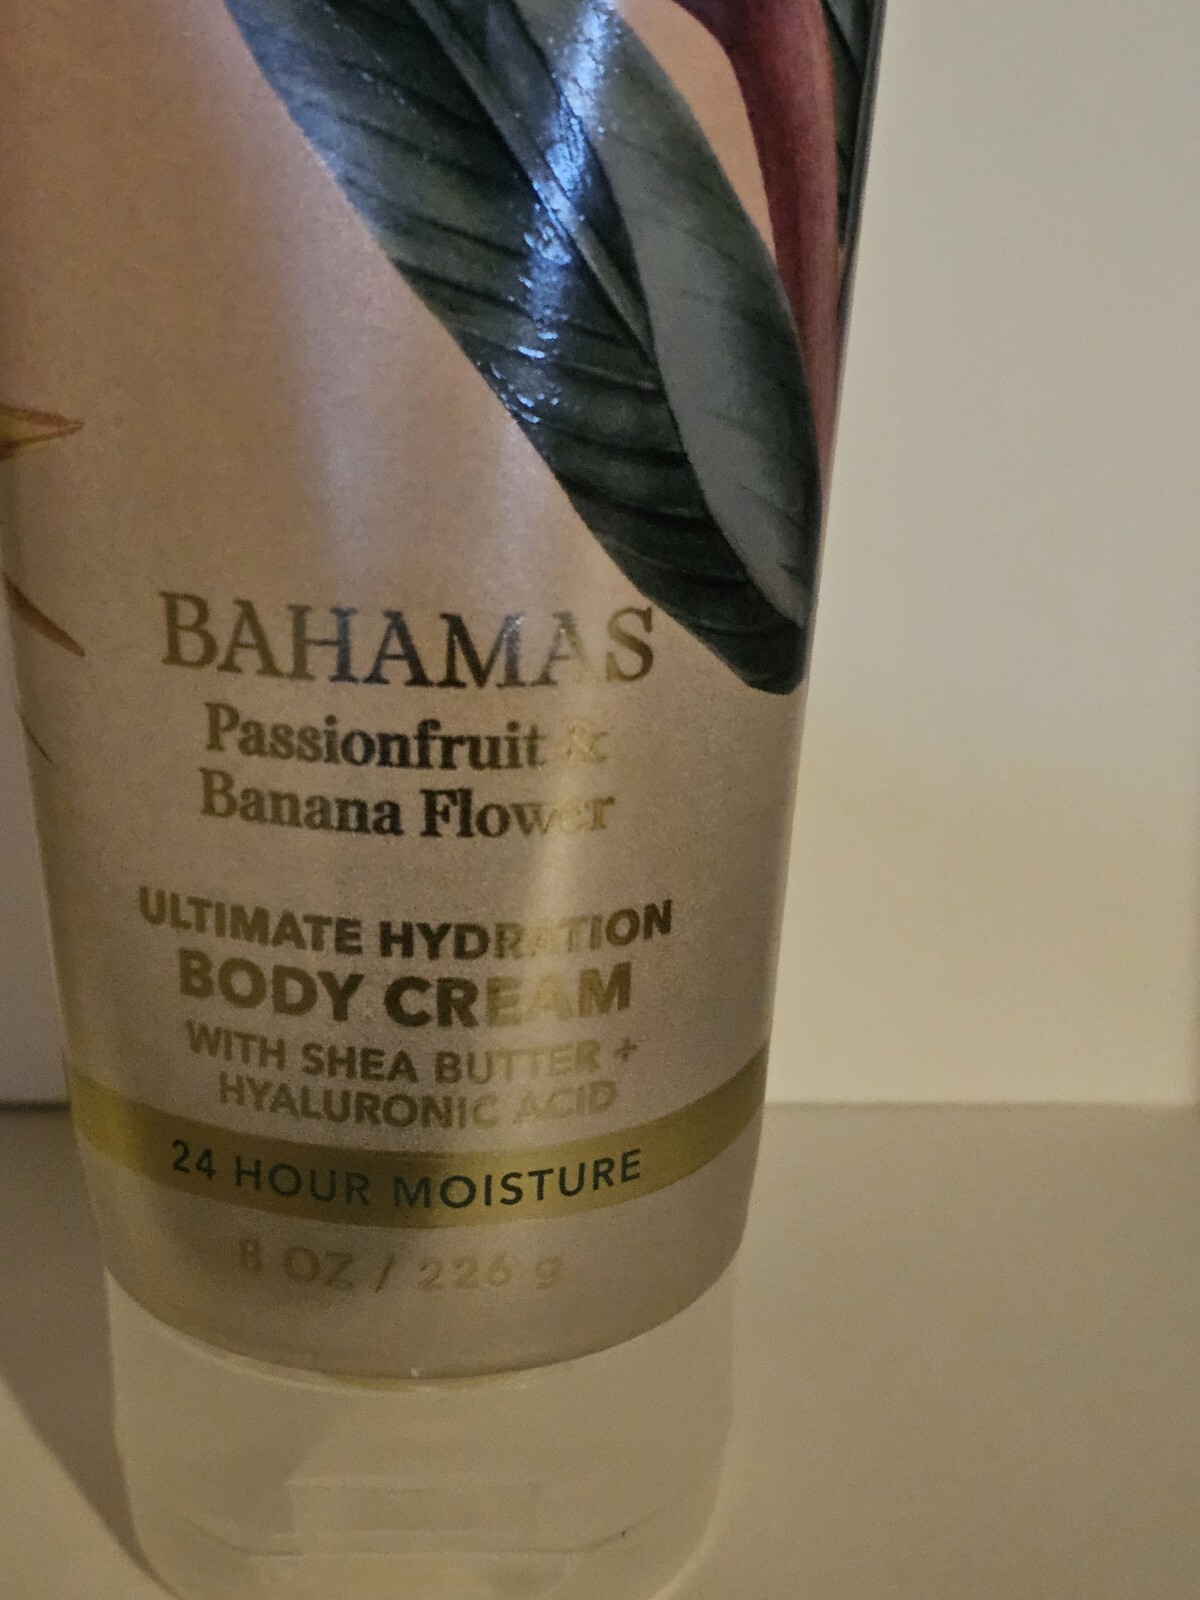 BAHAMAS
Passionfruit &
Banana Flower
ULTIMATE HYDRATION
BODY CREAM
WITH SHEA BUTTER +
HYALURONIC ACID
24 HOUR MOISTURE
8 OZ / 226 g